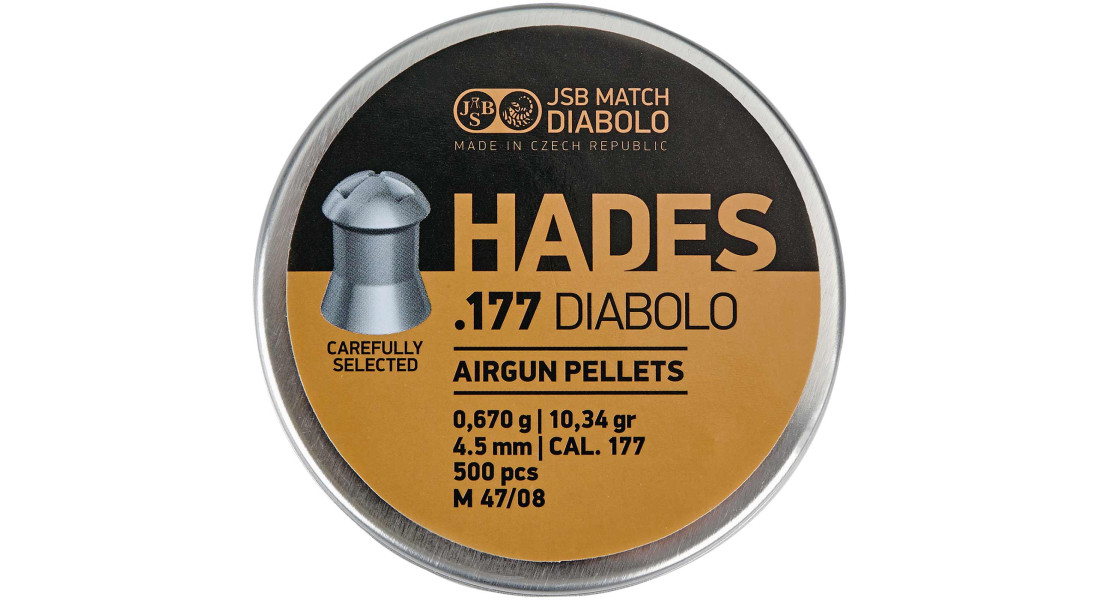 JSB
JSB MATCH
DIABOLO
MADE IN CZECH REPUBLIC
HADES
.177 DIABOLO
CAREFULLY
SELECTED
AIRGUN PELLETS
0,670 g | 10,34 gr
4.5 mm | CAL. 177
500 pcs
M 47/08